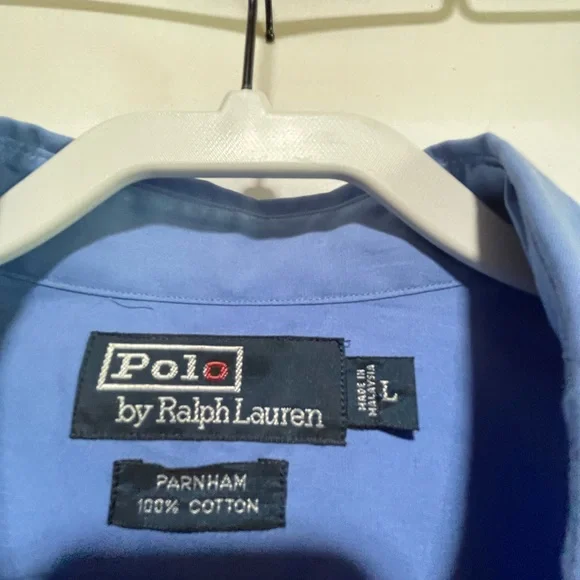 Polo
by Ralph Lauren
MADE IN
MALAYSIA
L
PARNHAM
100% COTTON